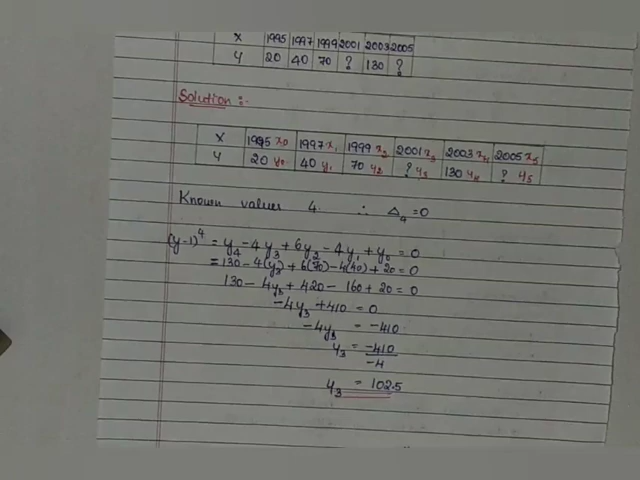 X 1995 1997 1999 2001 2003 2005
Y 20 40 70 ? 130 ?
Solution :-
X 1995 x₀ 1997 x₁ 1999 x₂ 2001 x₃ 2003 x₄ 2005 x₅
Y 20 y₀ 40 y₁ 70 y₂ ? y₃ 130 y₄ ? y₅
Known values 4 ∴ Δ₄ = 0
(y-1)⁴ = y₄ - 4y₃ + 6y₂ - 4y₁ + y₀ = 0
= 130 - 4(y₃) + 6(70) - 4(40) + 20 = 0
130 - 4y₃ + 420 - 160 + 20 = 0
-4y₃ + 410 = 0
-4y₃ = -410
y₃ = -410
-4
y₃ = 102.5